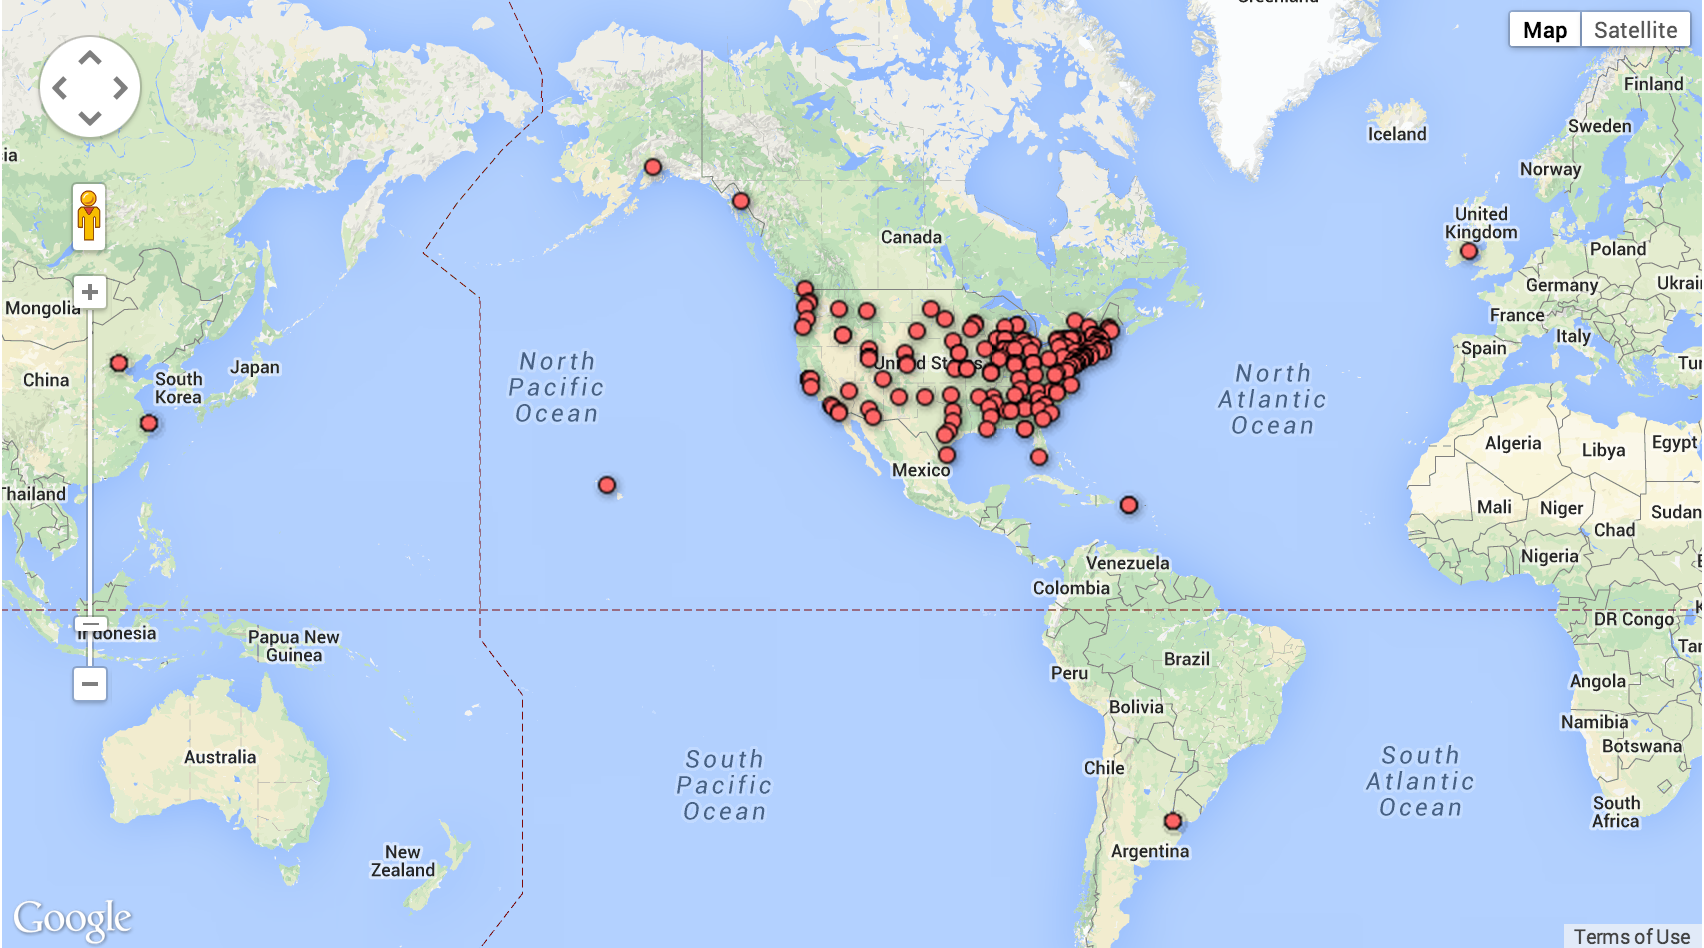 Greenland
Map
Satellite
Finland
Sweden
Iceland
Norway
United
Kingdom
Canada
Poland
Germany
Ukrai
Mongolia
France
Italy
Spain
Tur
North
Pacific
Ocean
United States
North
Atlantic
Ocean
Japan
China
South
Korea
Algeria
Libya
Egypt
Mexico
Thailand
Mali
Niger
Sudan
Chad
Nigeria
Venezuela
Colombia
DR Congo
Indonesia
Papua New
Guinea
Tan
Brazil
Peru
Angola
Bolivia
Namibia
Botswana
Australia
South
Pacific
Ocean
Chile
South
Atlantic
Ocean
South
Africa
New
Zealand
Argentina
Google
Terms of Use